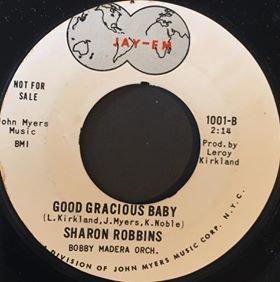 JAY-EM
NOT FOR
SALE
John Myers
Music
BMI
1001-B
2:14
Prod. by
Leroy
Kirkland
GOOD GRACIOUS BABY
(L. Kirkland, J. Myers, K. Noble)
SHARON ROBBINS
BOBBY MADERA ORCH.
A DIVISION OF JOHN MYERS MUSIC CORP. N.Y.C.